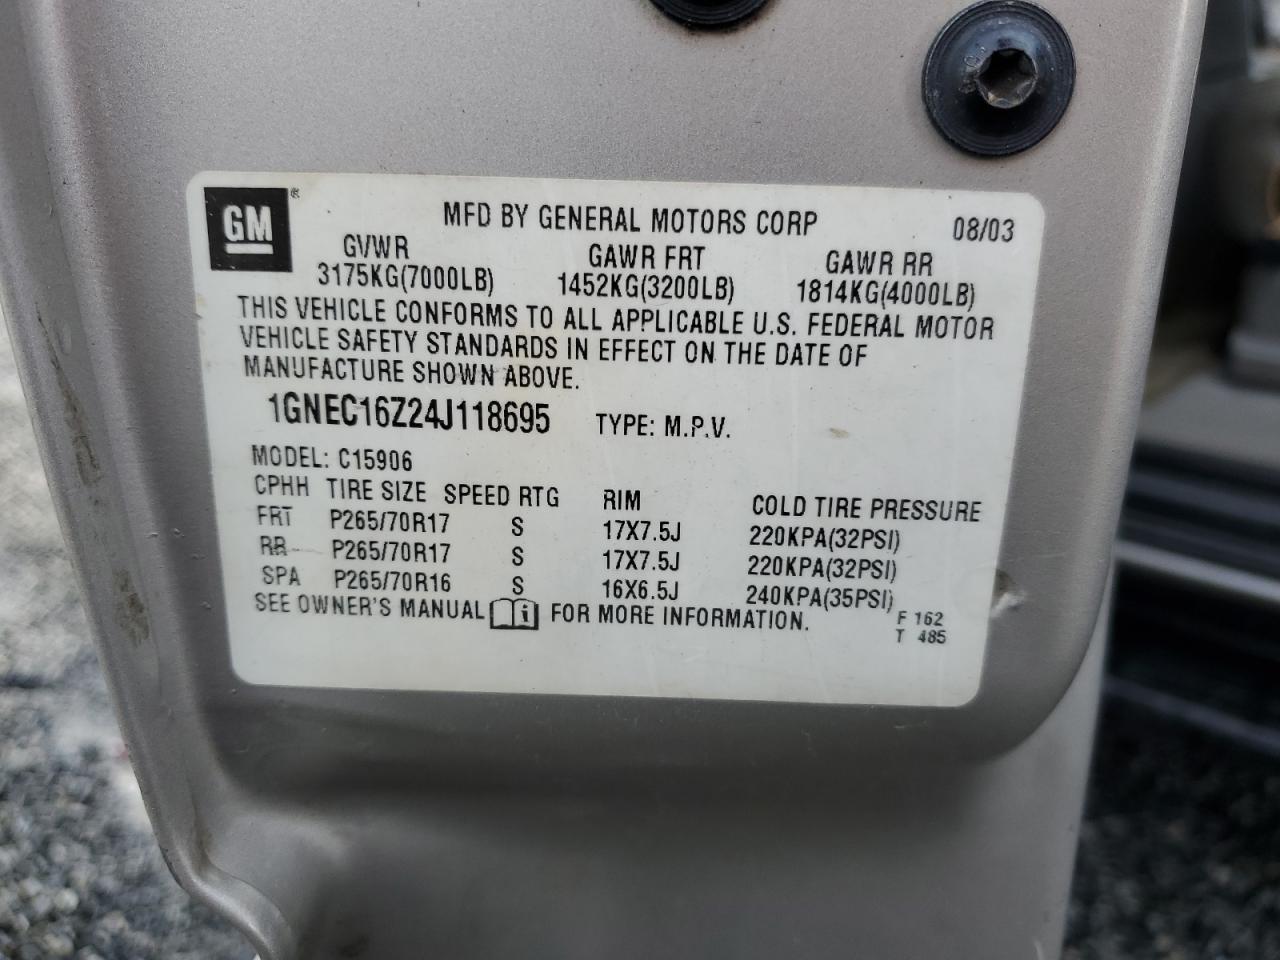 GM ®
MFD BY GENERAL MOTORS CORP 08/03
GVWR GAWR FRT GAWR RR
3175KG(7000LB) 1452KG(3200LB) 1814KG(4000LB)
THIS VEHICLE CONFORMS TO ALL APPLICABLE U.S. FEDERAL MOTOR
VEHICLE SAFETY STANDARDS IN EFFECT ON THE DATE OF
MANUFACTURE SHOWN ABOVE.
1GNEC16Z24J118695 TYPE: M.P.V.
MODEL: C15906
CPHH TIRE SIZE SPEED RTG RIM COLD TIRE PRESSURE
FRT P265/70R17 S 17X7.5J 220KPA(32PSI)
RR P265/70R17 S 17X7.5J 220KPA(32PSI)
SPA P265/70R16 S 16X6.5J 240KPA(35PSI)
SEE OWNER'S MANUAL i FOR MORE INFORMATION.
F 162
T 485